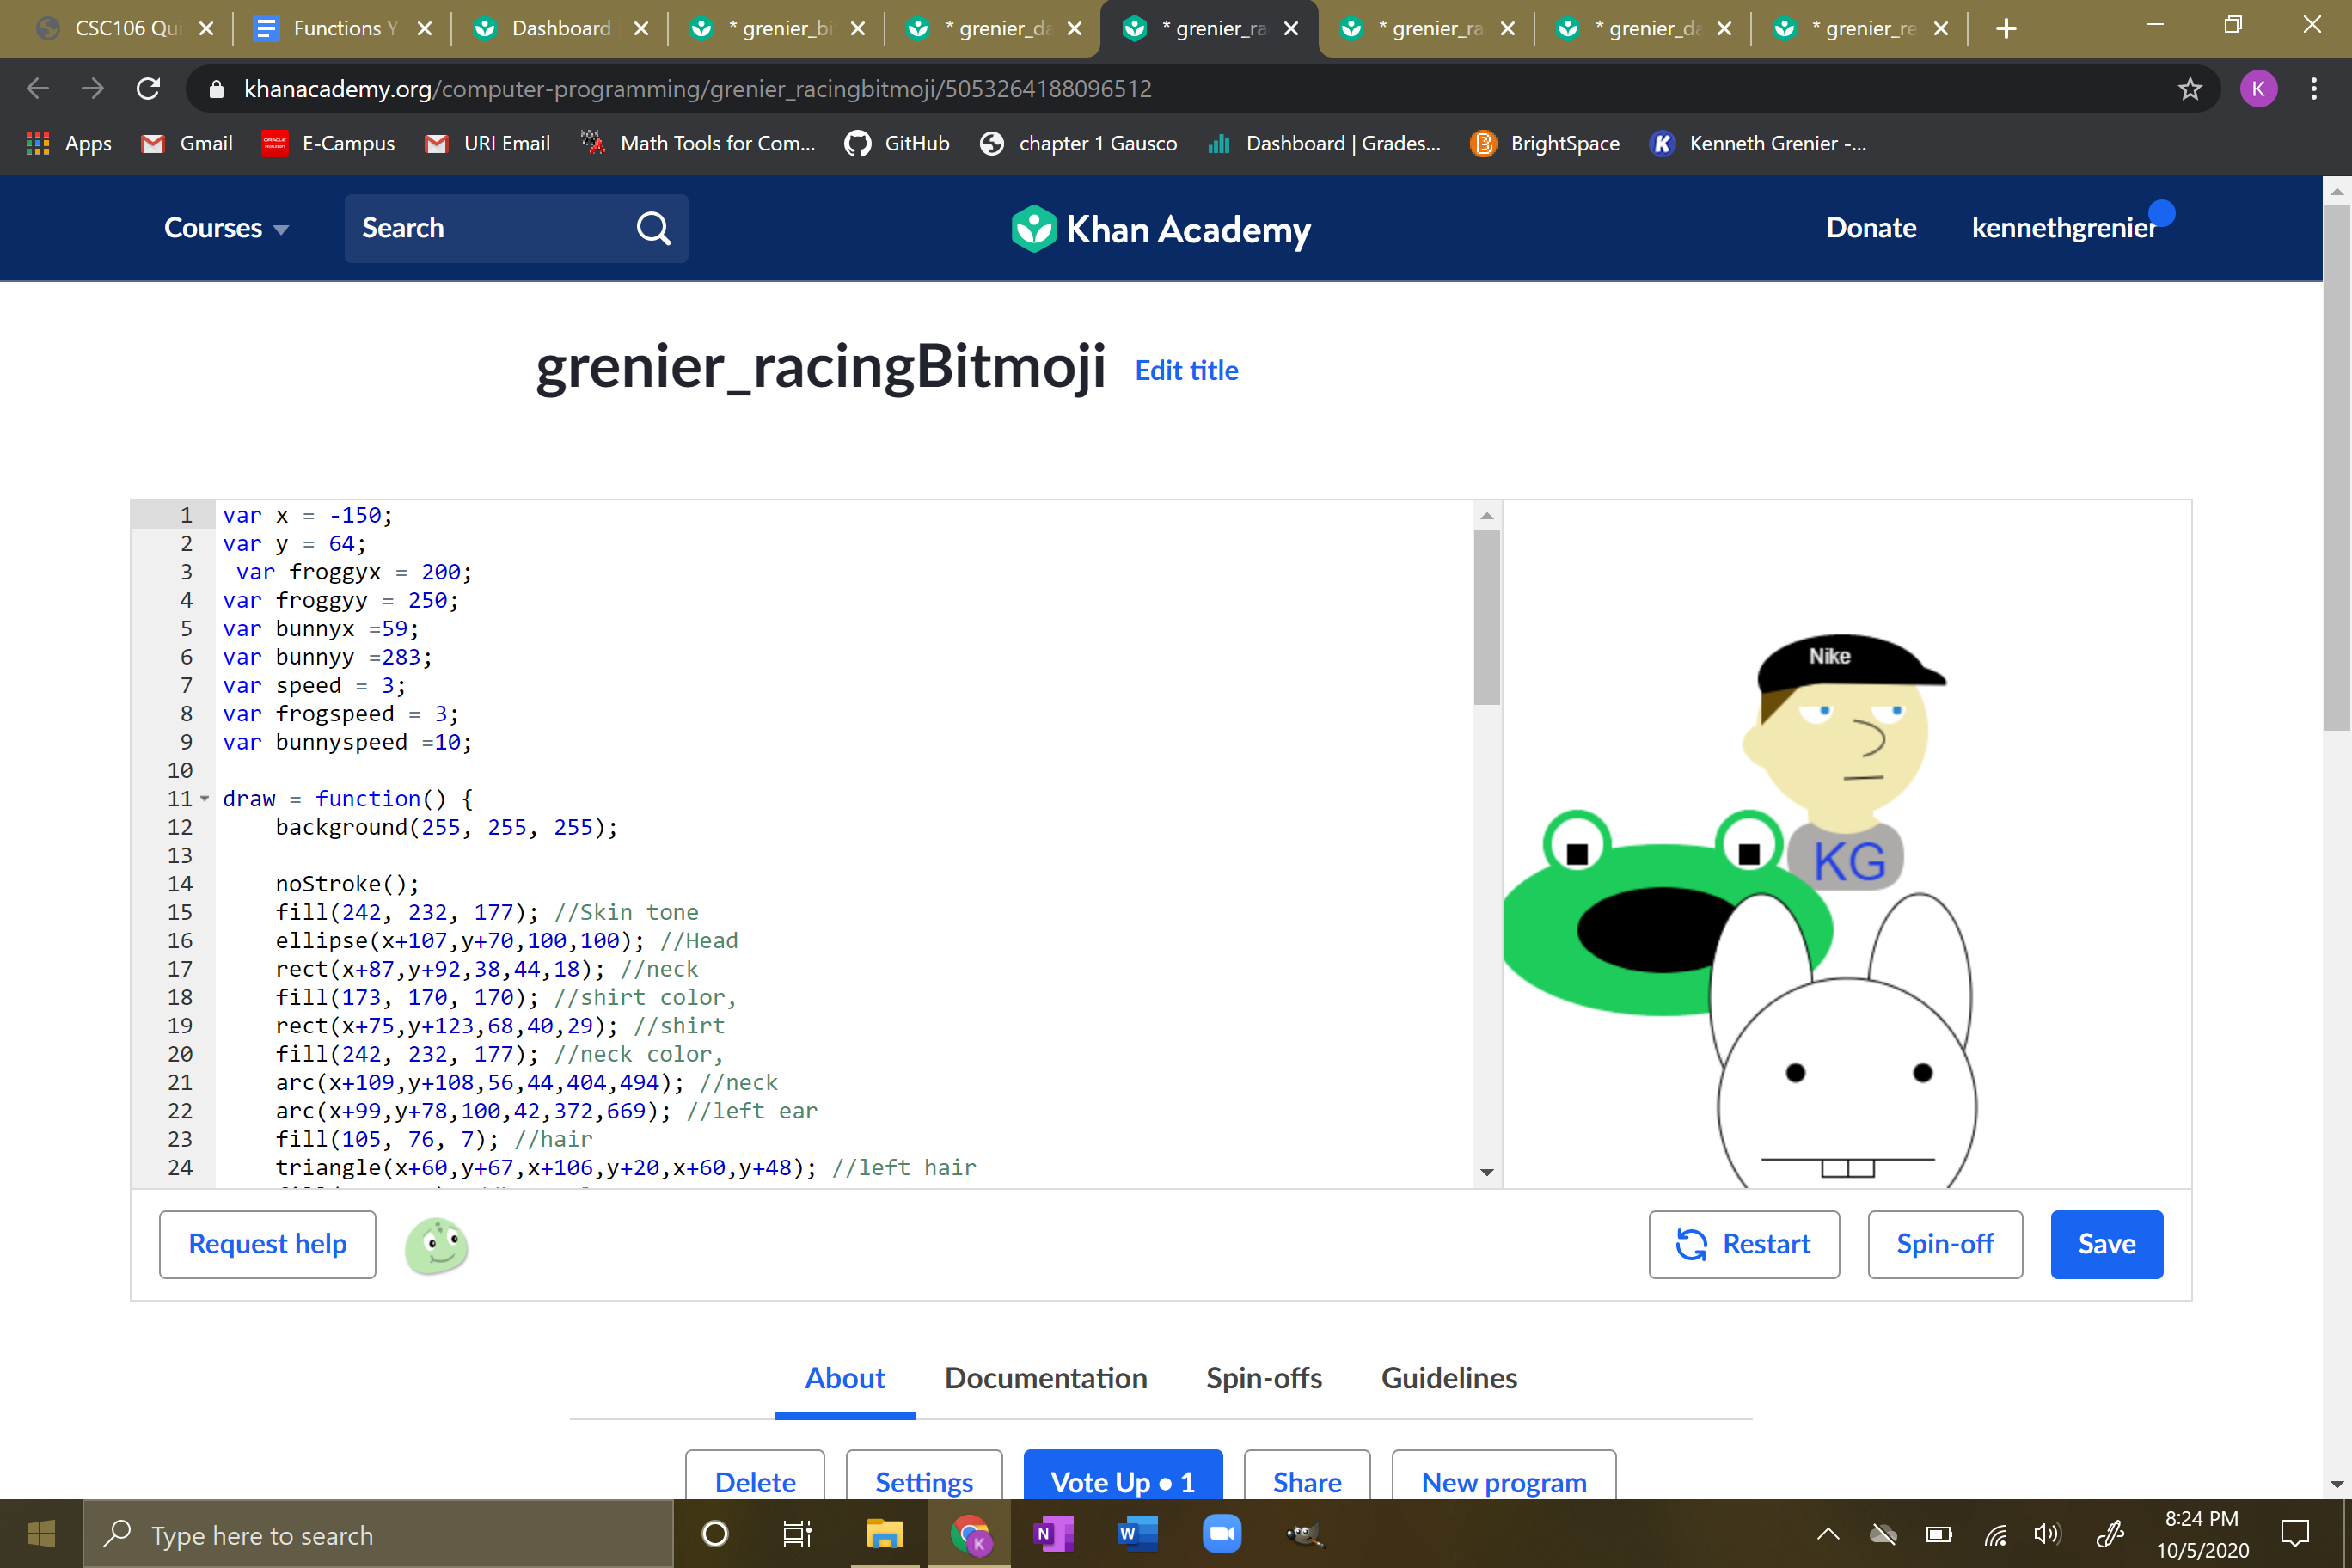 CSC106 Qui
Functions Y
Dashboard
* grenier_bi
* grenier_da
* grenier_ra
* grenier_ra
* grenier_da
* grenier_re
khanacademy.org/computer-programming/grenier_racingbitmoji/5053264188096512
K
Apps
Gmail
E-Campus
URI Email
Math Tools for Com...
GitHub
chapter 1 Gausco
Dashboard | Grades...
BrightSpace
Kenneth Grenier -...
Courses
Search
Khan Academy
Donate
kennethgrenier
grenier_racingBitmoji
Edit title
1 var x = -150;
2 var y = 64;
3 var froggyx = 200;
4 var froggyy = 250;
5 var bunnyx =59;
6 var bunnyy =283;
7 var speed = 3;
8 var frogspeed = 3;
9 var bunnyspeed =10;
10
11 draw = function() {
12 background(255, 255, 255);
13
14 noStroke();
15 fill(242, 232, 177); //Skin tone
16 ellipse(x+107,y+70,100,100); //Head
17 rect(x+87,y+92,38,44,18); //neck
18 fill(173, 170, 170); //shirt color,
19 rect(x+75,y+123,68,40,29); //shirt
20 fill(242, 232, 177); //neck color,
21 arc(x+109,y+108,56,44,404,494); //neck
22 arc(x+99,y+78,100,42,372,669); //left ear
23 fill(105, 76, 7); //hair
24 triangle(x+60,y+67,x+106,y+20,x+60,y+48); //left hair
Nike
KG
Request help
Restart
Spin-off
Save
About
Documentation
Spin-offs
Guidelines
Delete
Settings
Vote Up • 1
Share
New program
Type here to search
8:24 PM
10/5/2020